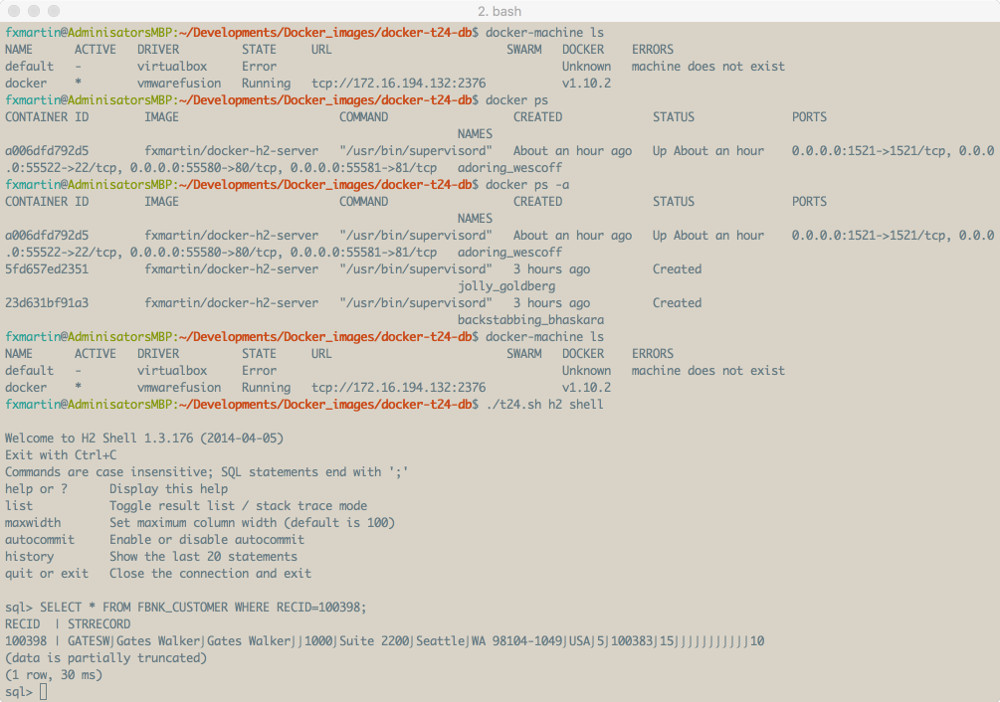 2. bash
fxmartin@AdminisatorsMBP:~/Developments/Docker_images/docker-t24-db$ docker-machine ls
NAME ACTIVE DRIVER STATE URL SWARM DOCKER ERRORS
default - virtualbox Error Unknown machine does not exist
docker * vmwarefusion Running tcp://172.16.194.132:2376 v1.10.2
fxmartin@AdminisatorsMBP:~/Developments/Docker_images/docker-t24-db$ docker ps
CONTAINER ID IMAGE COMMAND CREATED STATUS PORTS
NAMES
a006dfd792d5 fxmartin/docker-h2-server "/usr/bin/supervisord" About an hour ago Up About an hour 0.0.0.0:1521->1521/tcp, 0.0.0
.0:55522->22/tcp, 0.0.0.0:55580->80/tcp, 0.0.0.0:55581->81/tcp adoring_wescoff
fxmartin@AdminisatorsMBP:~/Developments/Docker_images/docker-t24-db$ docker ps -a
CONTAINER ID IMAGE COMMAND CREATED STATUS PORTS
NAMES
a006dfd792d5 fxmartin/docker-h2-server "/usr/bin/supervisord" About an hour ago Up About an hour 0.0.0.0:1521->1521/tcp, 0.0.0
.0:55522->22/tcp, 0.0.0.0:55580->80/tcp, 0.0.0.0:55581->81/tcp adoring_wescoff
5fd657ed2351 fxmartin/docker-h2-server "/usr/bin/supervisord" 3 hours ago Created
jolly_goldberg
23d631bf91a3 fxmartin/docker-h2-server "/usr/bin/supervisord" 3 hours ago Created
backstabbing_bhaskara
fxmartin@AdminisatorsMBP:~/Developments/Docker_images/docker-t24-db$ docker-machine ls
NAME ACTIVE DRIVER STATE URL SWARM DOCKER ERRORS
default - virtualbox Error Unknown machine does not exist
docker * vmwarefusion Running tcp://172.16.194.132:2376 v1.10.2
fxmartin@AdminisatorsMBP:~/Developments/Docker_images/docker-t24-db$ ./t24.sh h2 shell
Welcome to H2 Shell 1.3.176 (2014-04-05)
Exit with Ctrl+C
Commands are case insensitive; SQL statements end with ';'
help or ? Display this help
list Toggle result list / stack trace mode
maxwidth Set maximum column width (default is 100)
autocommit Enable or disable autocommit
history Show the last 20 statements
quit or exit Close the connection and exit
sql> SELECT * FROM FBNK_CUSTOMER WHERE RECID=100398;
RECID | STRRECORD
100398 | GATESW⌡Gates Walker⌡Gates Walker⌡⌡1000⌡Suite 2200⌡Seattle⌡WA 98104-1049⌡USA⌡5⌡100383⌡15⌡⌡⌡⌡⌡⌡⌡⌡⌡⌡⌡10
(data is partially truncated)
(1 row, 30 ms)
sql>